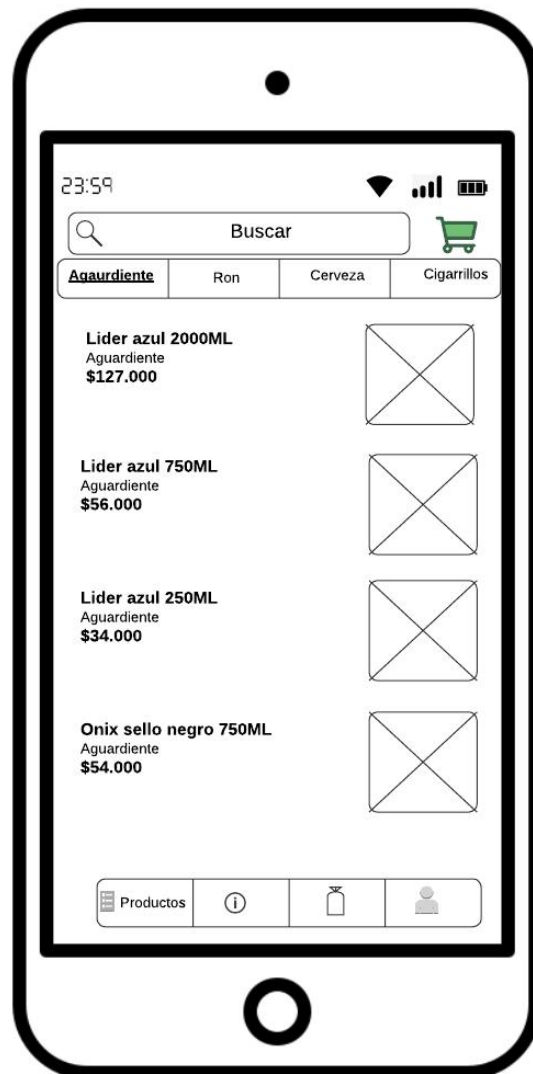 23:59
Buscar
Agaurdiente Ron Cerveza Cigarrillos
Lider azul 2000ML
Aguardiente
$127.000
Lider azul 750ML
Aguardiente
$56.000
Lider azul 250ML
Aguardiente
$34.000
Onix sello negro 750ML
Aguardiente
$54.000
Productos